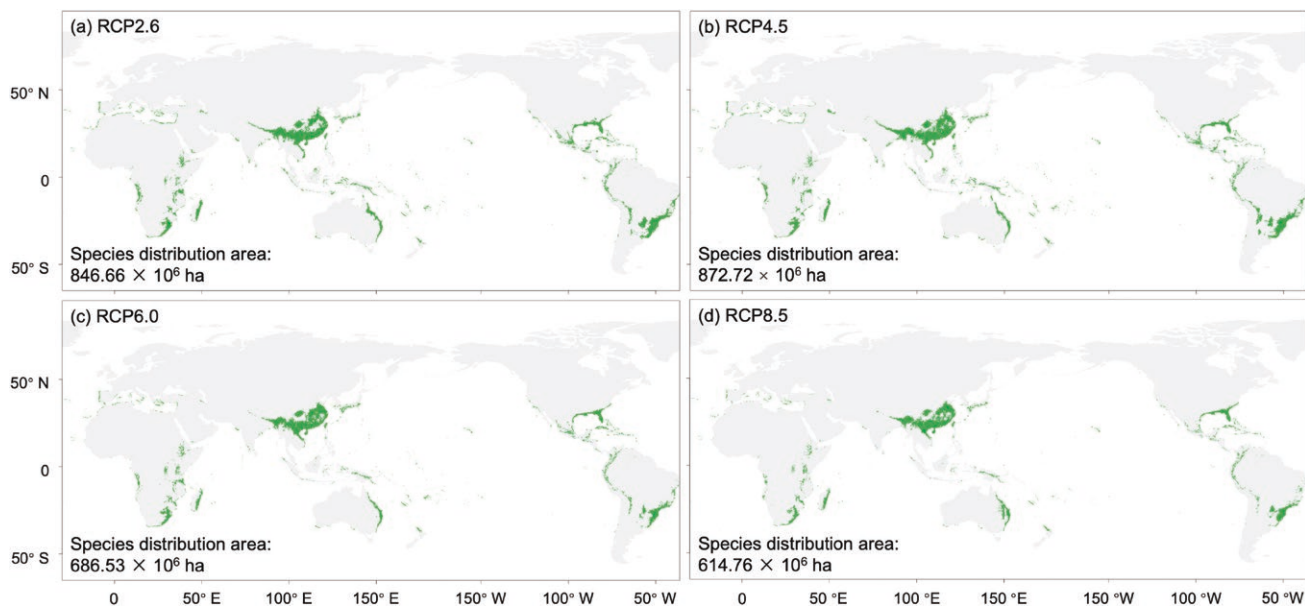 (a) RCP2.6
50° N
0
50° S
Species distribution area:
846.66 × 10⁶ ha
(b) RCP4.5
Species distribution area:
872.72 × 10⁶ ha
(c) RCP6.0
50° N
0
50° S
Species distribution area:
686.53 × 10⁶ ha
(d) RCP8.5
Species distribution area:
614.76 × 10⁶ ha
0 50° E 100° E 150° E 150° W 100° W 50° W
0 50° E 100° E 150° E 150° W 100° W 50° W